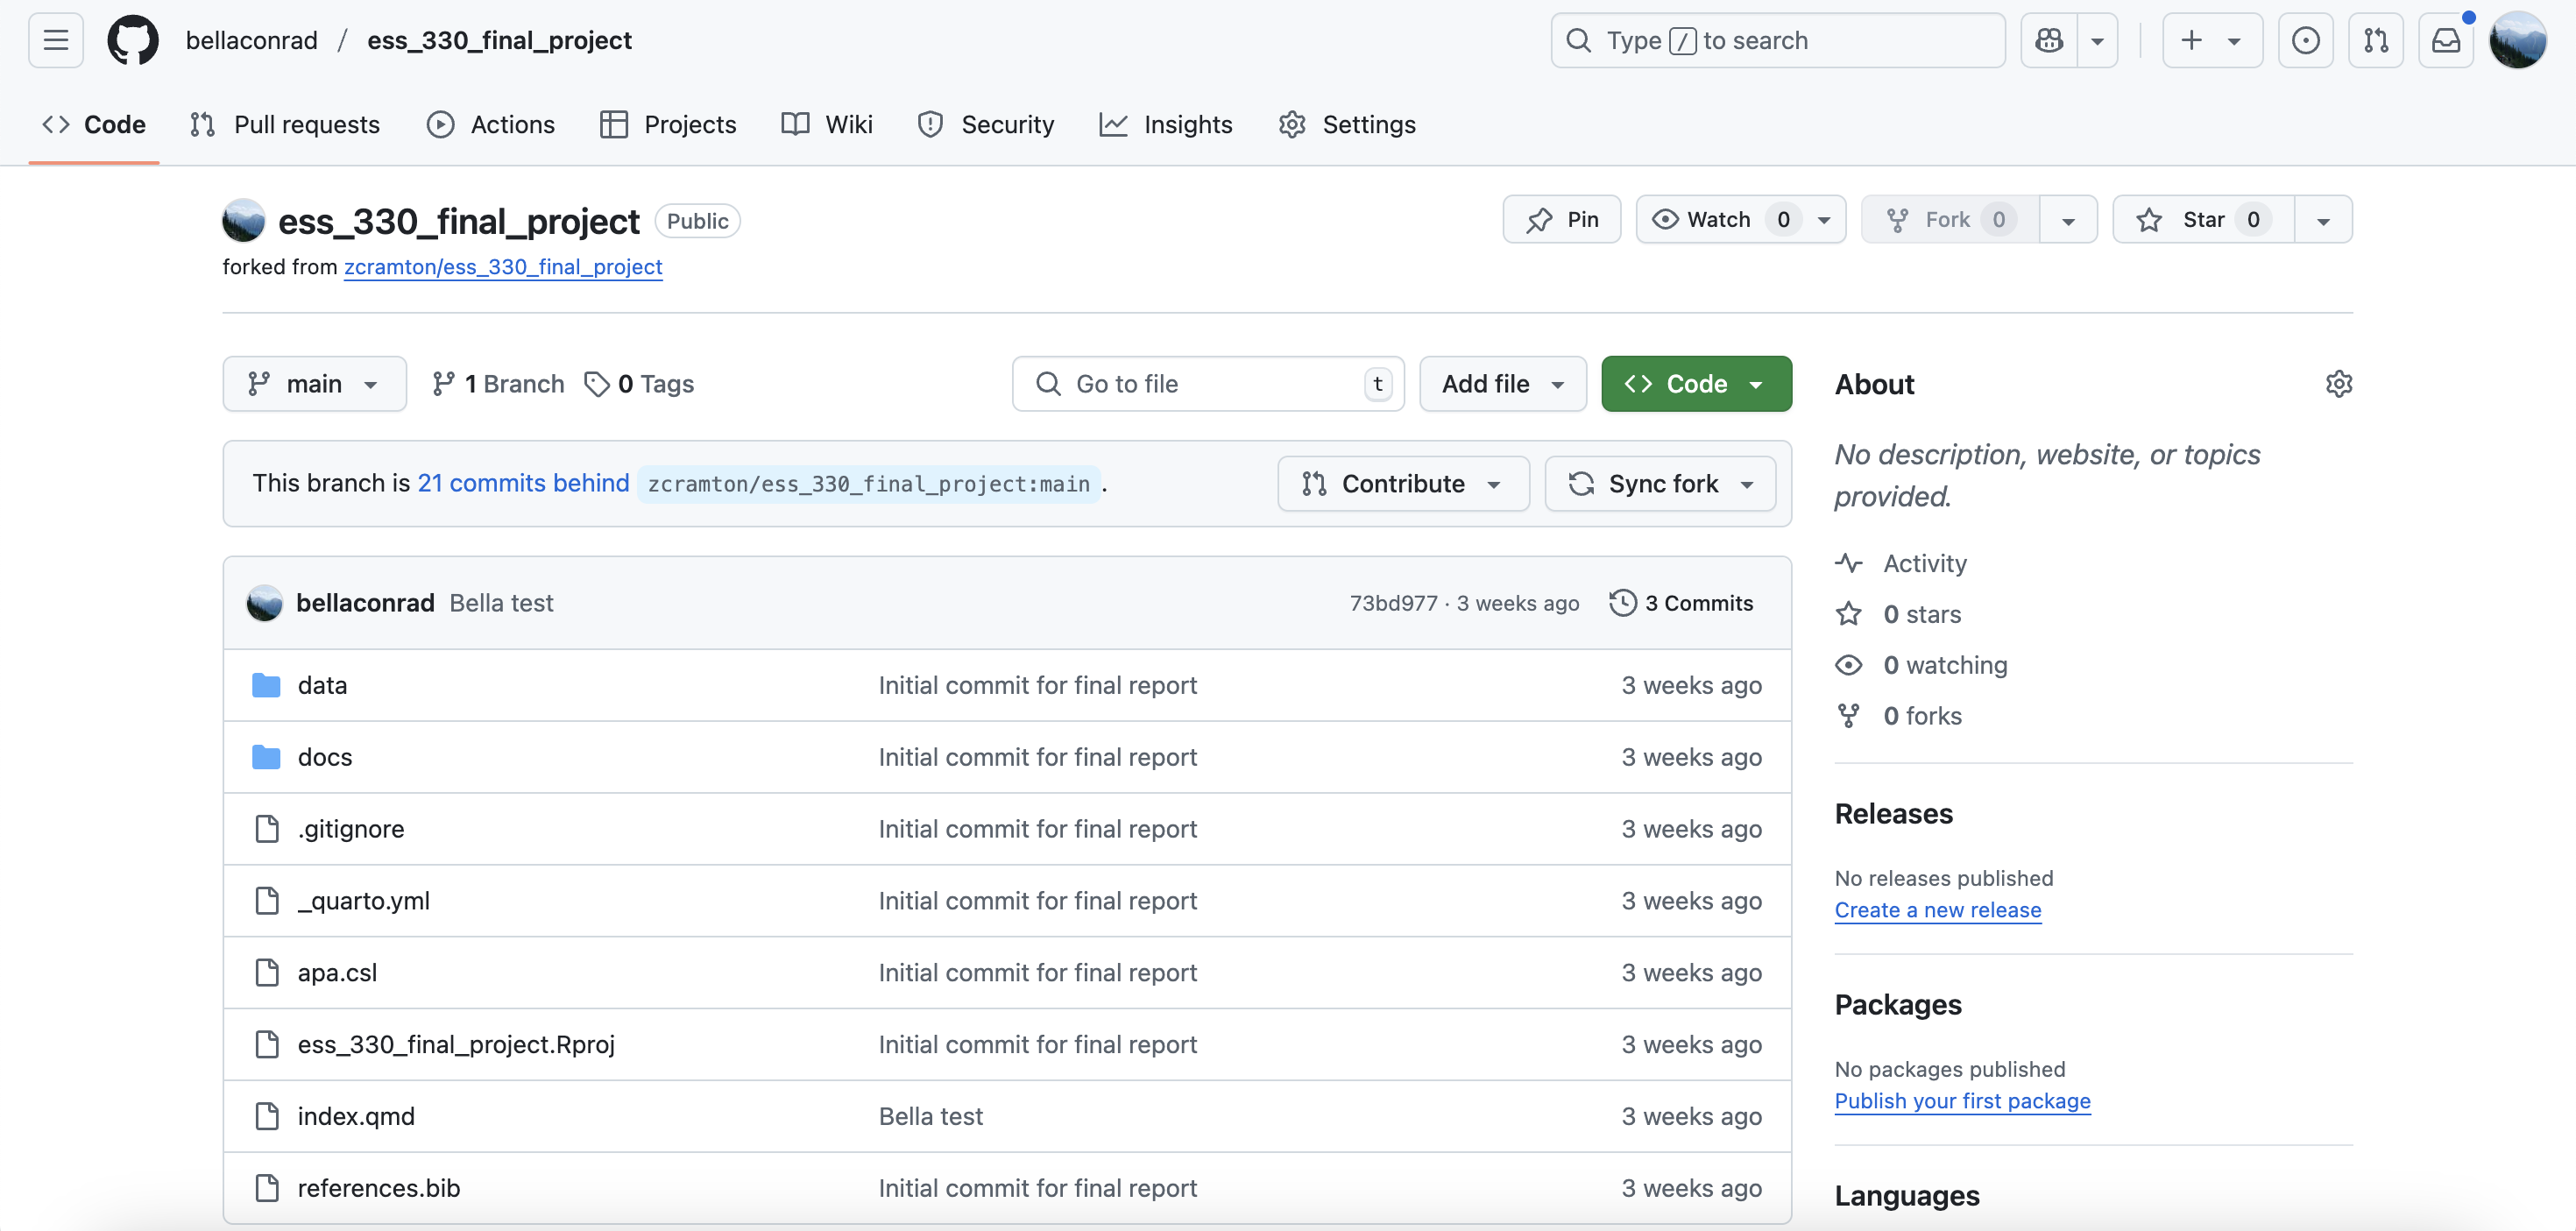 bellaconrad / ess_330_final_project
Type / to search
Code Pull requests Actions Projects Wiki Security Insights Settings
ess_330_final_project Public
Pin Watch 0 Fork 0 Star 0
forked from zcramton/ess_330_final_project
main 1 Branch 0 Tags
Go to file t Add file Code
This branch is 21 commits behind zcramton/ess_330_final_project:main .
Contribute Sync fork
bellaconrad Bella test 73bd977 · 3 weeks ago 3 Commits
data Initial commit for final report 3 weeks ago
docs Initial commit for final report 3 weeks ago
.gitignore Initial commit for final report 3 weeks ago
_quarto.yml Initial commit for final report 3 weeks ago
apa.csl Initial commit for final report 3 weeks ago
ess_330_final_project.Rproj Initial commit for final report 3 weeks ago
index.qmd Bella test 3 weeks ago
references.bib Initial commit for final report 3 weeks ago
About
No description, website, or topics
provided.
Activity
0 stars
0 watching
0 forks
Releases
No releases published
Create a new release
Packages
No packages published
Publish your first package
Languages